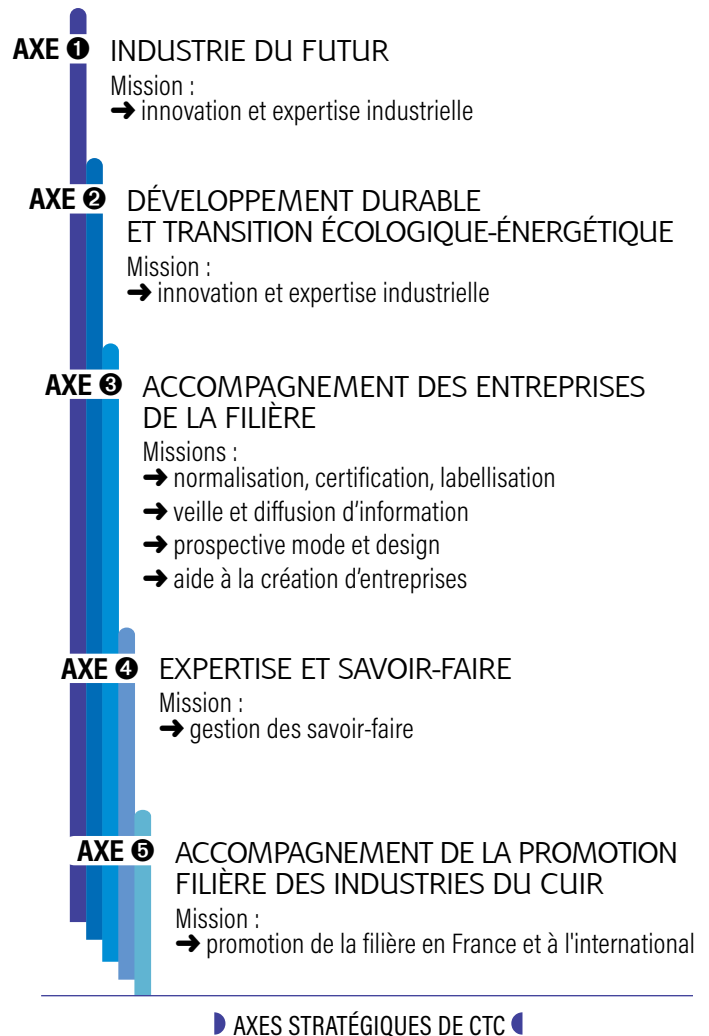 AXE ❶ INDUSTRIE DU FUTUR
Mission :
➜ innovation et expertise industrielle
AXE ❷ DÉVELOPPEMENT DURABLE
ET TRANSITION ÉCOLOGIQUE-ÉNERGÉTIQUE
Mission :
➜ innovation et expertise industrielle
AXE ❸ ACCOMPAGNEMENT DES ENTREPRISES
DE LA FILIÈRE
Missions :
➜ normalisation, certification, labellisation
➜ veille et diffusion d’information
➜ prospective mode et design
➜ aide à la création d’entreprises
AXE ❹ EXPERTISE ET SAVOIR-FAIRE
Mission :
➜ gestion des savoir-faire
AXE ❺ ACCOMPAGNEMENT DE LA PROMOTION
FILIÈRE DES INDUSTRIES DU CUIR
Mission :
➜ promotion de la filière en France et à l'international
AXES STRATÉGIQUES DE CTC